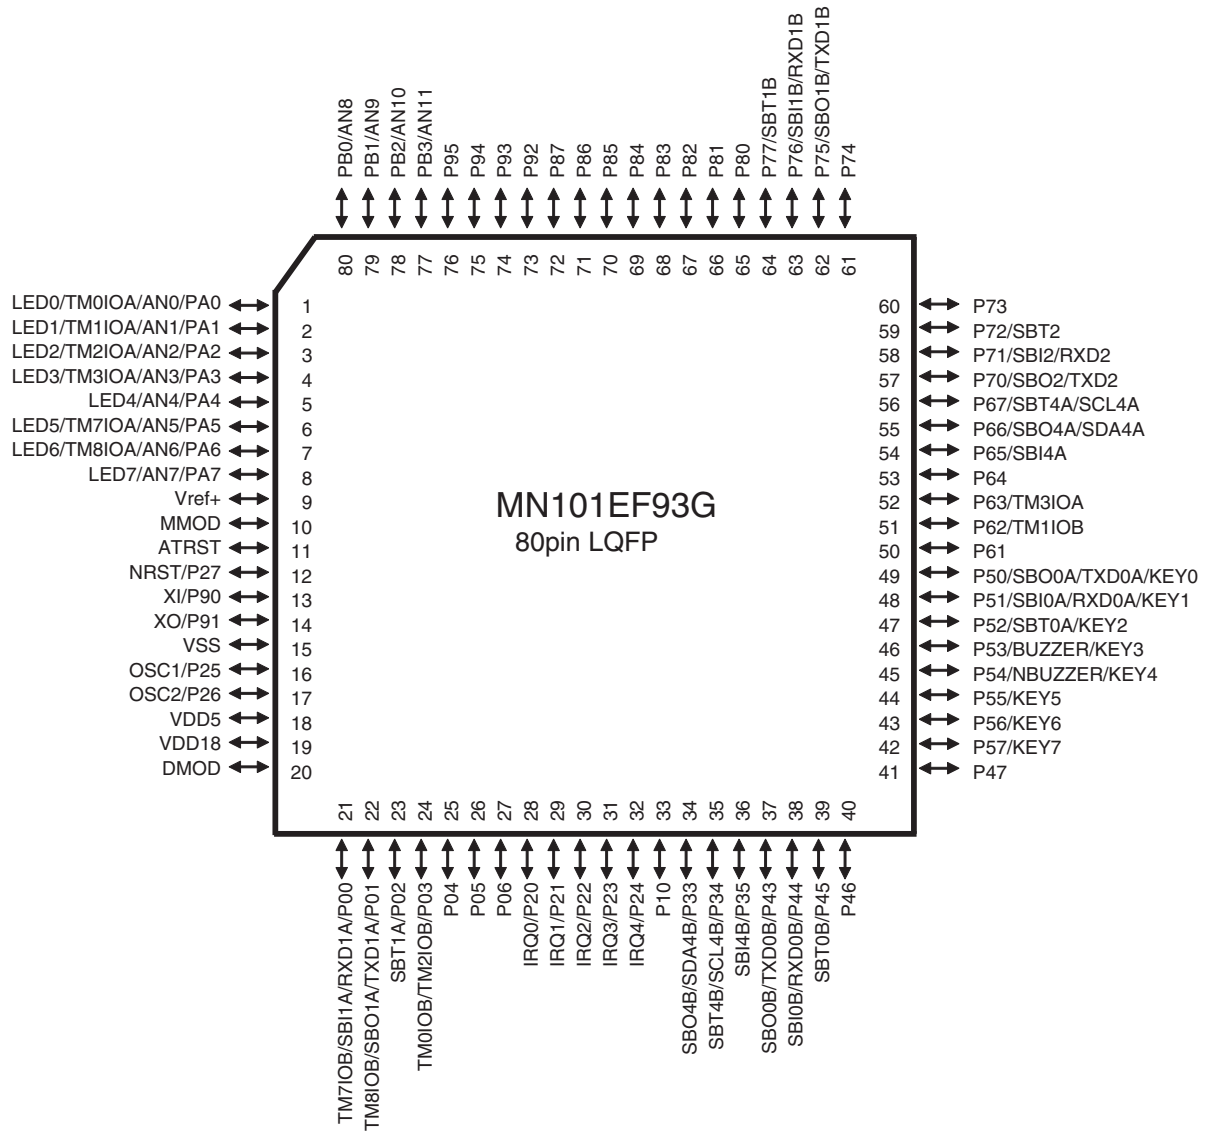 PB0/AN8
PB1/AN9
PB2/AN10
PB3/AN11
P95
P94
P93
P92
P87
P86
P85
P84
P83
P82
P81
P80
P77/SBT1B
P76/SBI1B/RXD1B
P75/SBO1B/TXD1B
P74
80
79
78
77
76
75
74
73
72
71
70
69
68
67
66
65
64
63
62
61
LED0/TM0IOA/AN0/PA0 1
LED1/TM1IOA/AN1/PA1 2
LED2/TM2IOA/AN2/PA2 3
LED3/TM3IOA/AN3/PA3 4
LED4/AN4/PA4 5
LED5/TM7IOA/AN5/PA5 6
LED6/TM8IOA/AN6/PA6 7
LED7/AN7/PA7 8
Vref+ 9
MMOD 10
ATRST 11
NRST/P27 12
XI/P90 13
XO/P91 14
VSS 15
OSC1/P25 16
OSC2/P26 17
VDD5 18
VDD18 19
DMOD 20
MN101EF93G
80pin LQFP
60 P73
59 P72/SBT2
58 P71/SBI2/RXD2
57 P70/SBO2/TXD2
56 P67/SBT4A/SCL4A
55 P66/SBO4A/SDA4A
54 P65/SBI4A
53 P64
52 P63/TM3IOA
51 P62/TM1IOB
50 P61
49 P50/SBO0A/TXD0A/KEY0
48 P51/SBI0A/RXD0A/KEY1
47 P52/SBT0A/KEY2
46 P53/BUZZER/KEY3
45 P54/NBUZZER/KEY4
44 P55/KEY5
43 P56/KEY6
42 P57/KEY7
41 P47
21
22
23
24
25
26
27
28
29
30
31
32
33
34
35
36
37
38
39
40
TM7IOB/SBI1A/RXD1A/P00
TM8IOB/SBO1A/TXD1A/P01
SBT1A/P02
TM0IOB/TM2IOB/P03
P04
P05
P06
IRQ0/P20
IRQ1/P21
IRQ2/P22
IRQ3/P23
IRQ4/P24
P10
SBO4B/SDA4B/P33
SBT4B/SCL4B/P34
SBI4B/P35
SBO0B/TXD0B/P43
SBI0B/RXD0B/P44
SBT0B/P45
P46